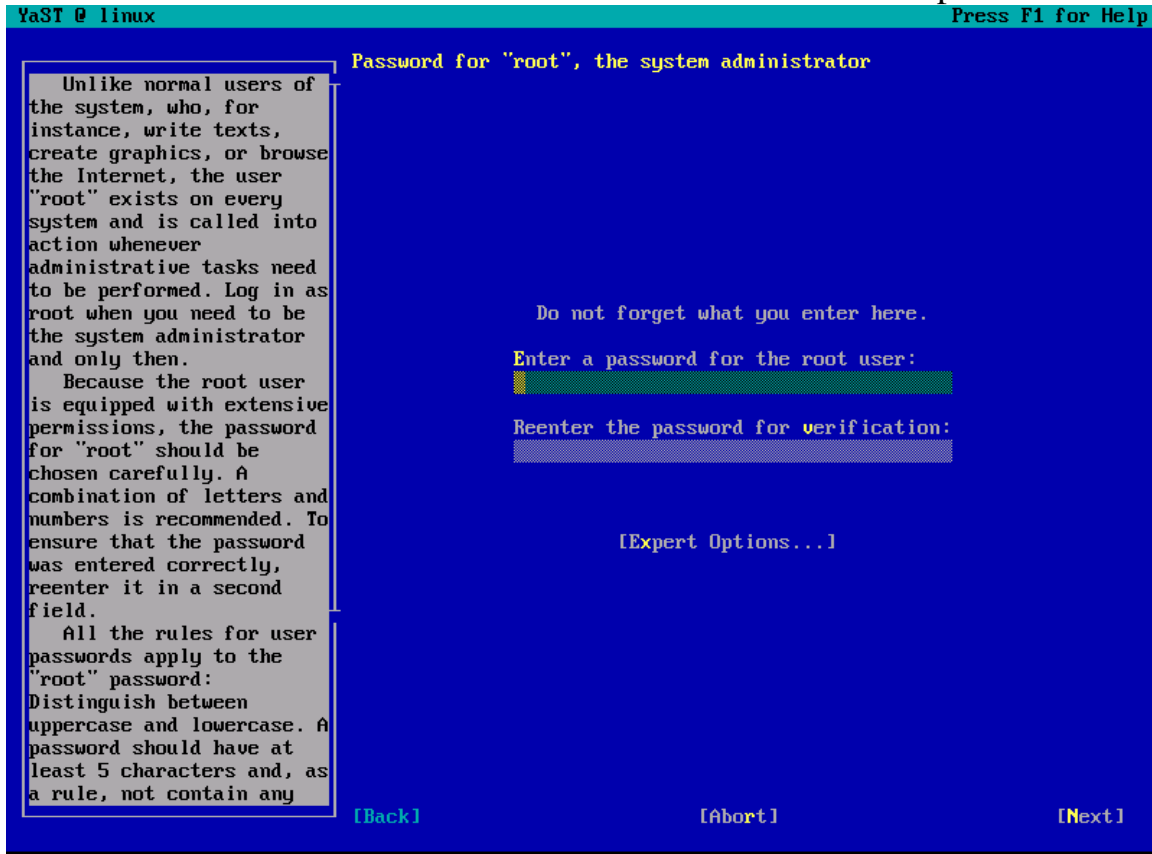 YaST @ linux Press F1 for Help
Password for "root", the system administrator
Unlike normal users of
the system, who, for
instance, write texts,
create graphics, or browse
the Internet, the user
"root" exists on every
system and is called into
action whenever
administrative tasks need
to be performed. Log in as
root when you need to be
the system administrator
and only then.
Because the root user
is equipped with extensive
permissions, the password
for "root" should be
chosen carefully. A
combination of letters and
numbers is recommended. To
ensure that the password
was entered correctly,
reenter it in a second
field.
All the rules for user
passwords apply to the
"root" password:
Distinguish between
uppercase and lowercase. A
password should have at
least 5 characters and, as
a rule, not contain any
Do not forget what you enter here.
Enter a password for the root user:
Reenter the password for verification:
[Expert Options...]
[Back] [Abort] [Next]